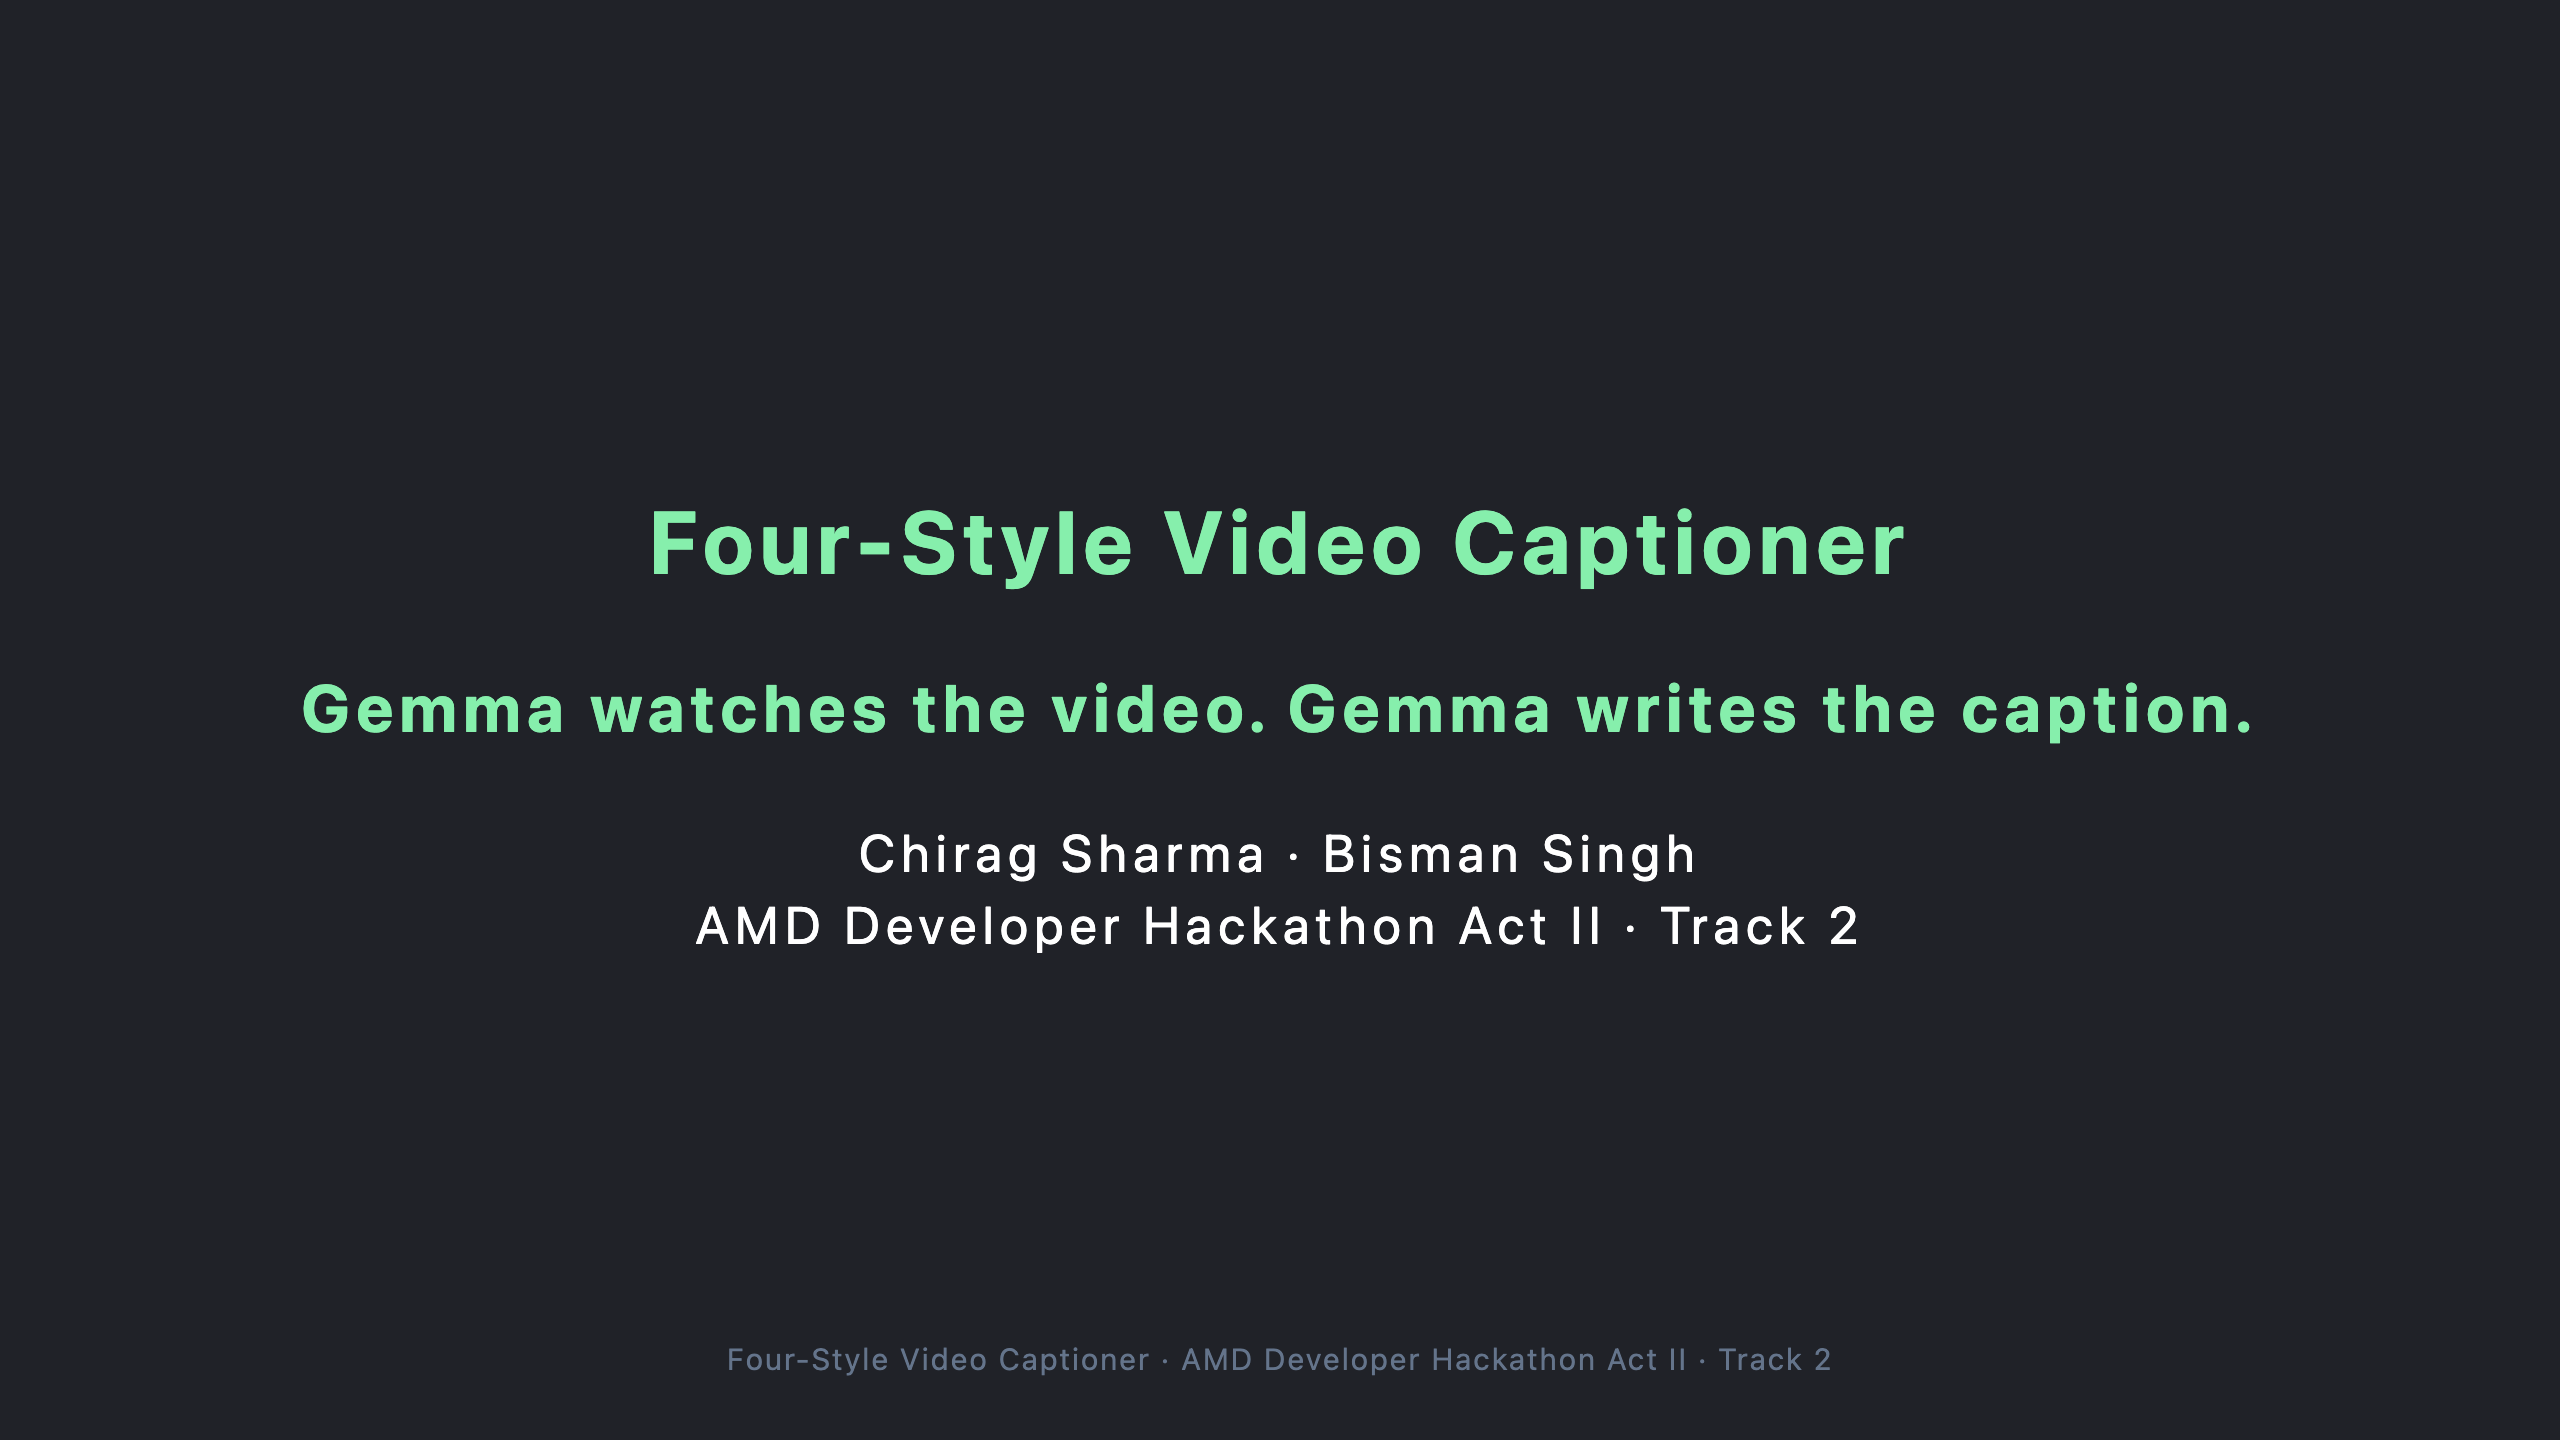 Four-Style Video Captioner
Gemma watches the video. Gemma writes the caption.
Chirag Sharma · Bisman Singh
AMD Developer Hackathon Act II · Track 2
Four-Style Video Captioner · AMD Developer Hackathon Act II · Track 2